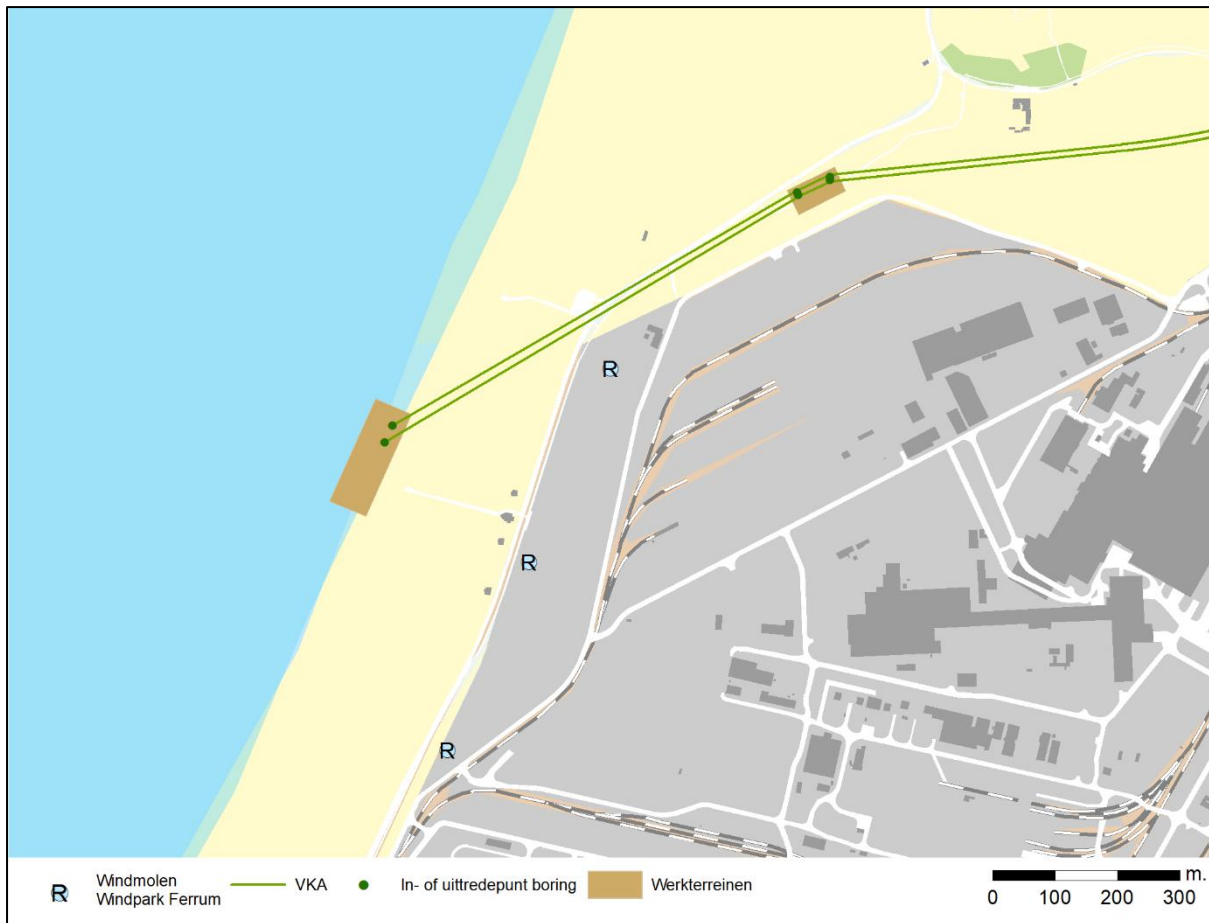 R
R
R
R
Windmolen
Windpark Ferrum
VKA
In- of uittredepunt boring
Werkterreinen
m.
0 100 200 300